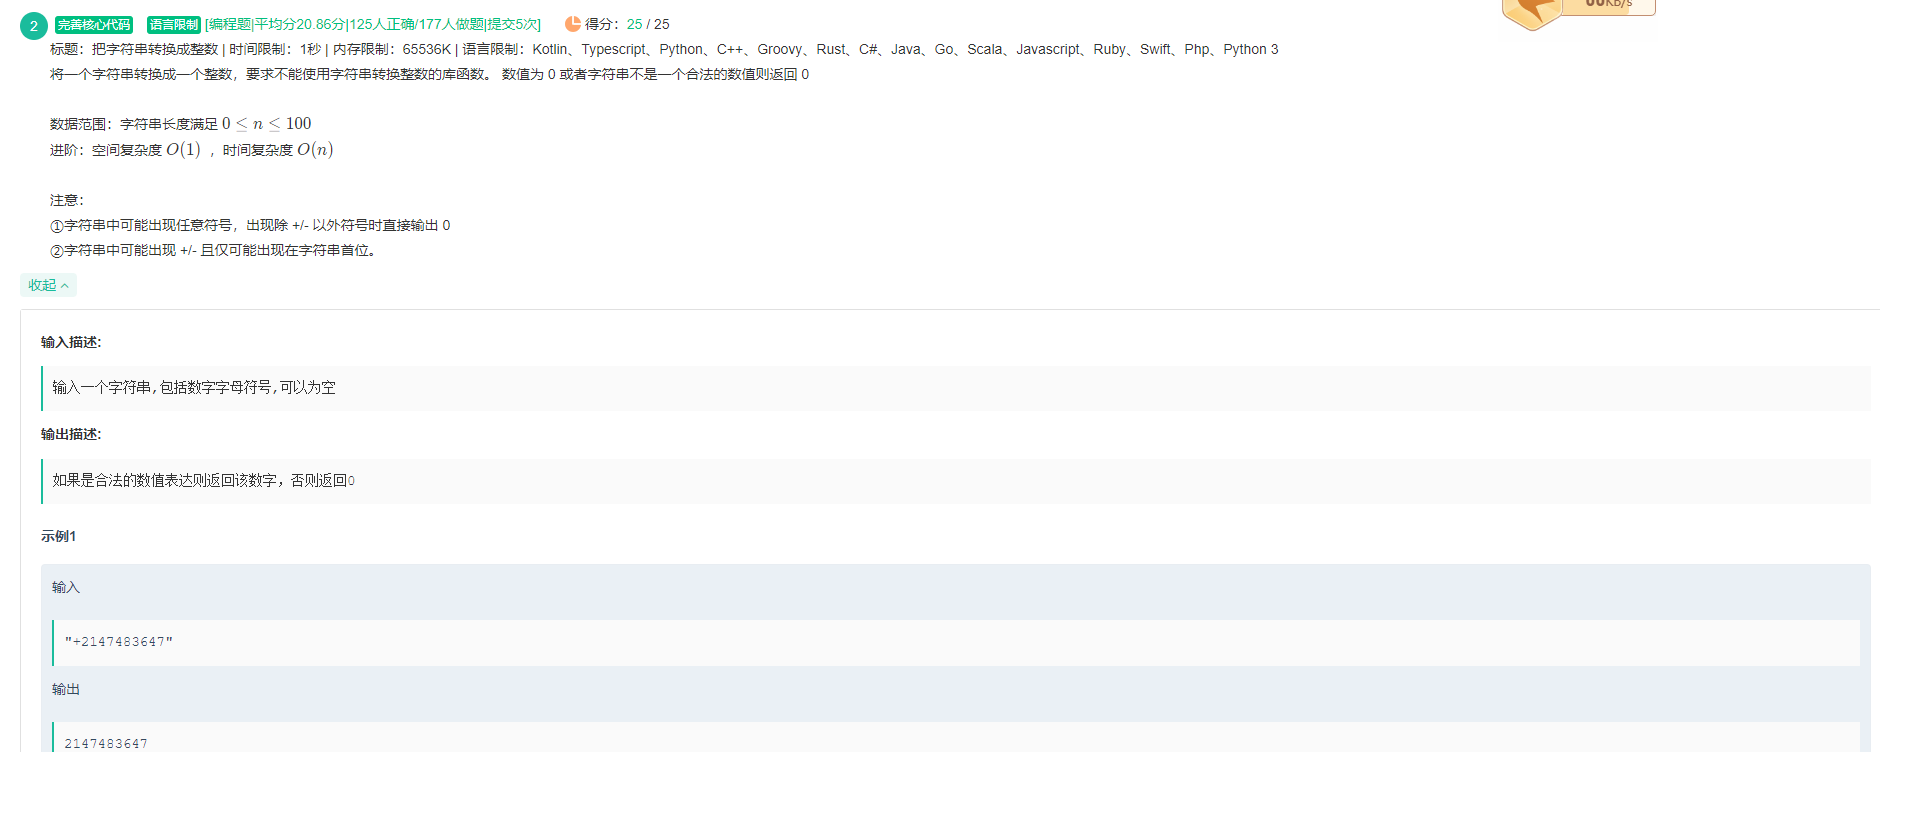 2 完善核心代码 语言限制 [编程题|平均分20.86分|125人正确/177人做题|提交5次] 得分：25 / 25
标题：把字符串转换成整数 | 时间限制：1秒 | 内存限制：65536K | 语言限制：Kotlin、Typescript、Python、C++、Groovy、Rust、C#、Java、Go、Scala、Javascript、Ruby、Swift、Php、Python 3
将一个字符串转换成一个整数，要求不能使用字符串转换整数的库函数。 数值为 0 或者字符串不是一个合法的数值则返回 0
数据范围：字符串长度满足 0 ≤ n ≤ 100
进阶：空间复杂度 O(1) ，时间复杂度 O(n)
注意：
①字符串中可能出现任意符号，出现除 +/- 以外符号时直接输出 0
②字符串中可能出现 +/- 且仅可能出现在字符串首位。
收起
输入描述:
输入一个字符串,包括数字字母符号,可以为空
输出描述:
如果是合法的数值表达则返回该数字，否则返回0
示例1
输入
"+2147483647"
输出
2147483647